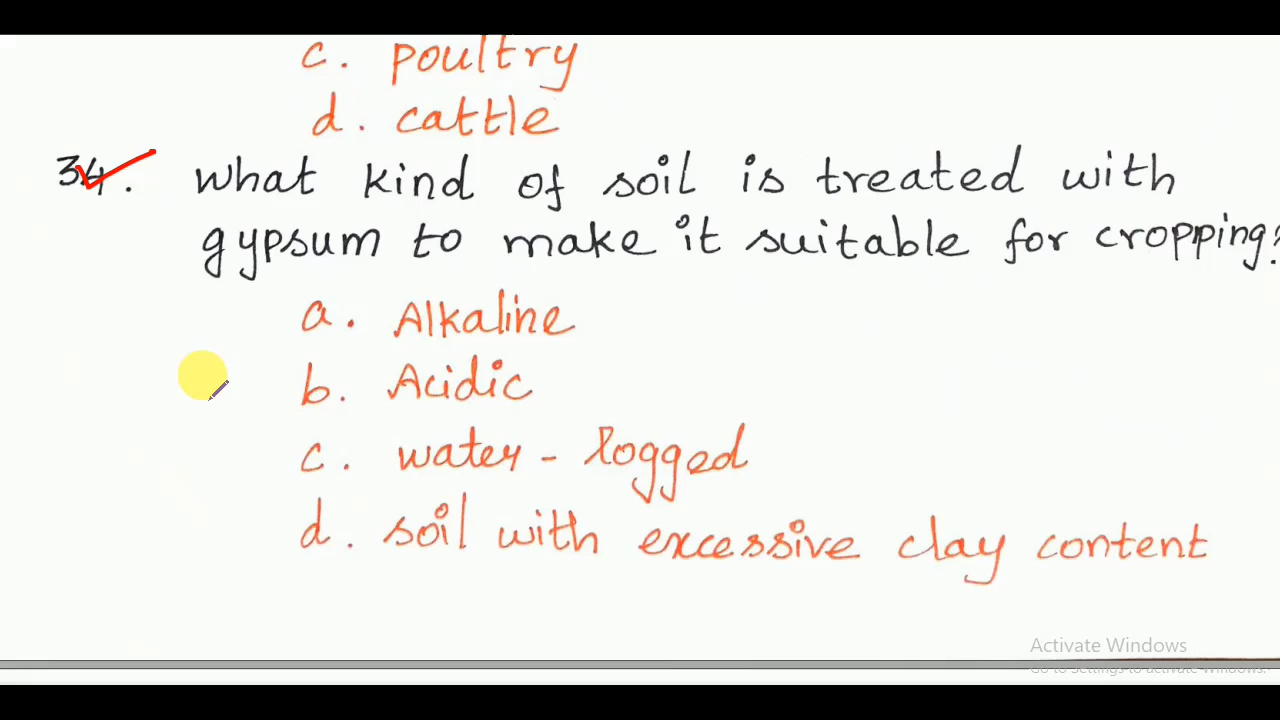 c. poultry
d. cattle
34. what kind of soil is treated with
gypsum to make it suitable for cropping?
a. Alkaline
b. Acidic
c. water - logged
d. soil with excessive clay content
Activate Windows
Go to Settings to activate Windows.